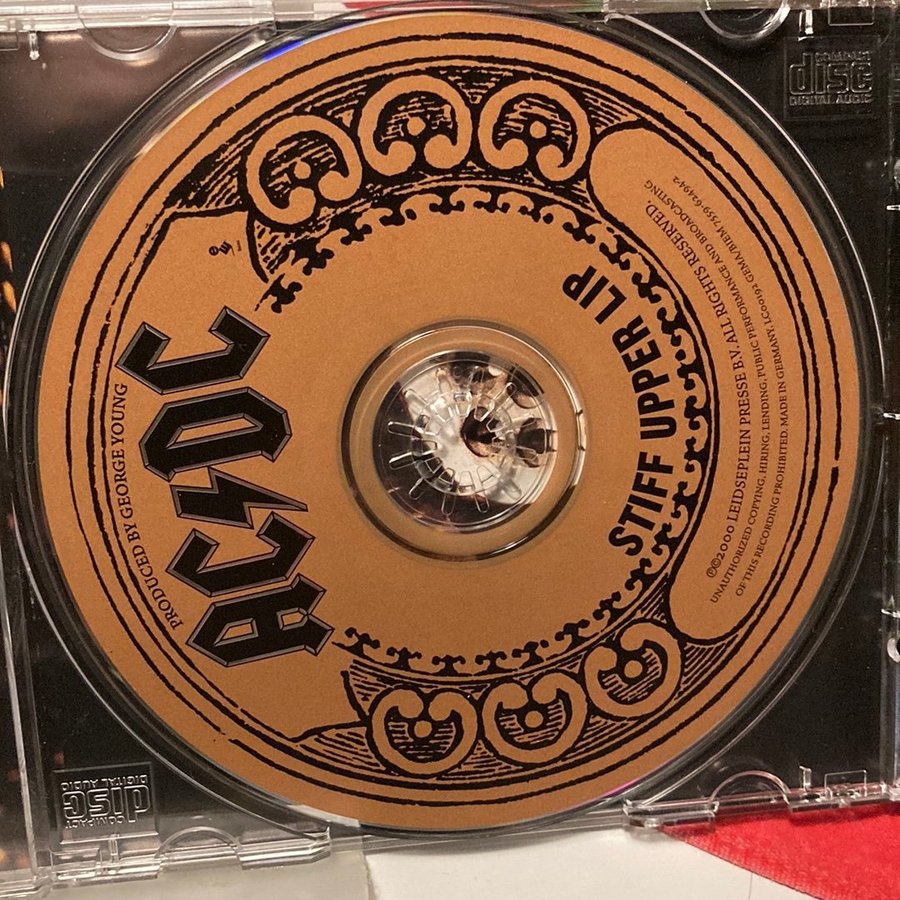 PRODUCED BY GEORGE YOUNG
AC/DC
STIFF UPPER LIP
℗©2000 LEIDSEPLEIN PRESSE B.V. ALL RIGHTS RESERVED.
UNAUTHORIZED COPYING, HIRING, LENDING, PUBLIC PERFORMANCE AND BROADCASTING
OF THIS RECORDING PROHIBITED. MADE IN GERMANY. LC00192 GEMA/BIEM 7559-62494-2
COMPACT
disc
DIGITAL AUDIO
COMPACT
disc
DIGITAL AUDIO